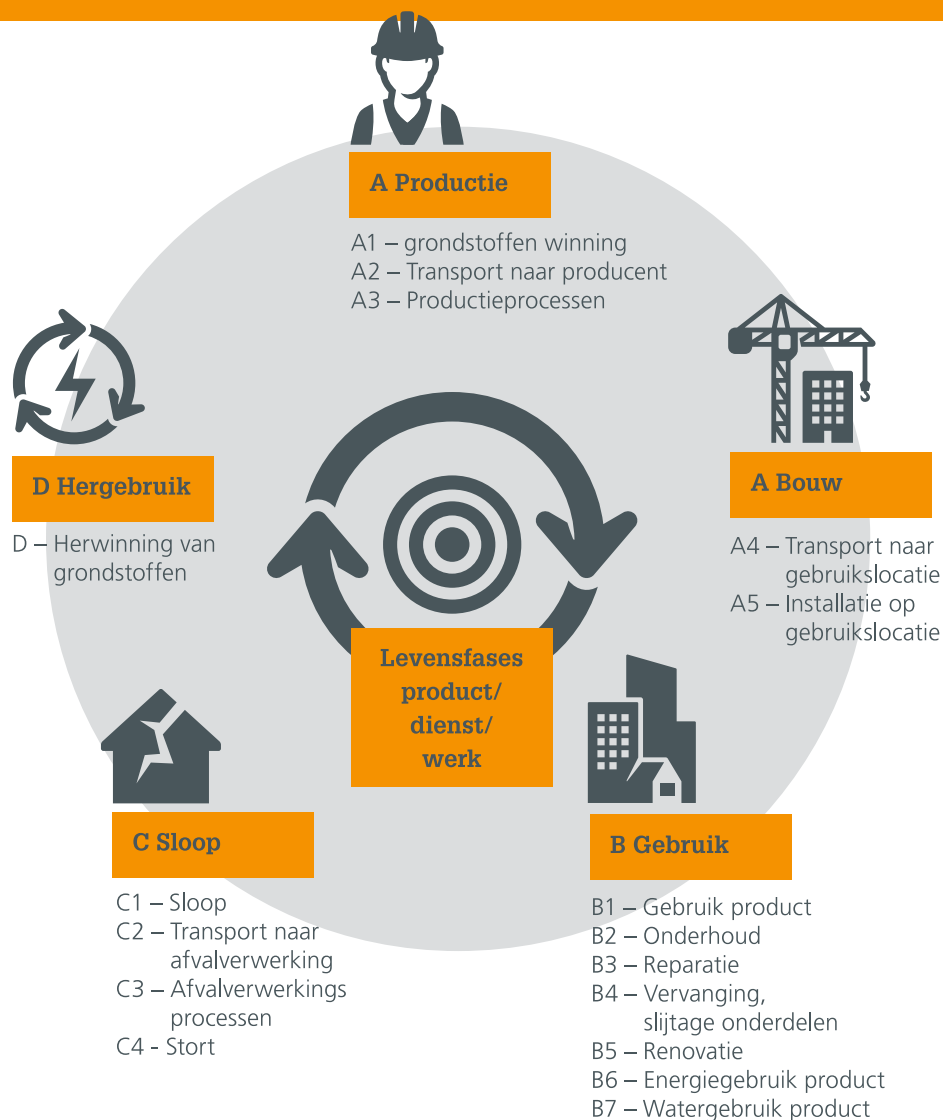 A Productie
A1 – grondstoffen winning
A2 – Transport naar producent
A3 – Productieprocessen
A Bouw
A4 – Transport naar
gebruikslocatie
A5 – Installatie op
gebruikslocatie
B Gebruik
B1 – Gebruik product
B2 – Onderhoud
B3 – Reparatie
B4 – Vervanging,
slijtage onderdelen
B5 – Renovatie
B6 – Energiegebruik product
B7 – Watergebruik product
C Sloop
C1 – Sloop
C2 – Transport naar
afvalverwerking
C3 – Afvalverwerkings
processen
C4 - Stort
D Hergebruik
D – Herwinning van
grondstoffen
Levensfases
product/
dienst/
werk